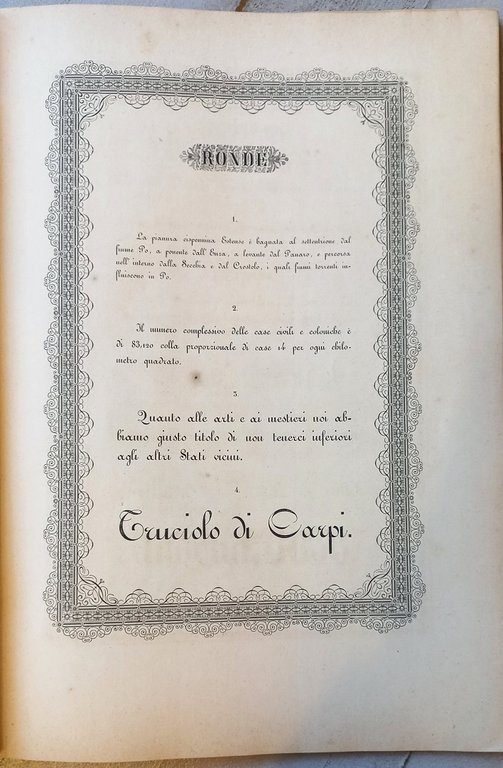 RONDE
1.
La pianura cispennina Estense è bagnata al settentrione dal
fiume Po, a ponente dall'Enza, a levante dal Panaro, e percorsa
nell'interno dalla Secchia e dal Crostolo, i quali fiumi torrenti in-
fluiscono in Po.
2.
Il numero complessivo delle case civili e coloniche è
di 83,120 colla proporzionale di case 14 per ogni chilo-
metro quadrato.
3.
Quanto alle arti e ai mestieri noi ab-
biamo giusto titolo di non tenerci inferiori
agli altri Stati vicini.
4.
Truciolo di Carpi.